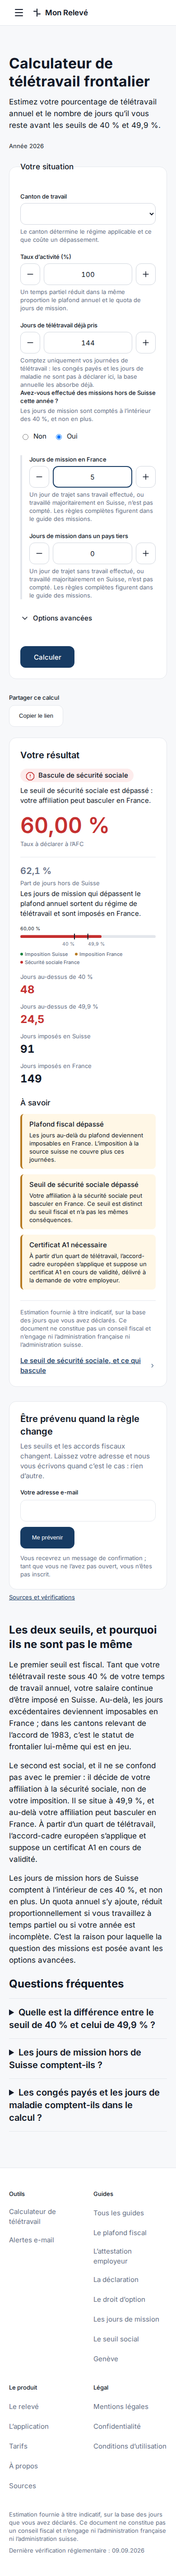 Mon Relevé
Calculateur de
télétravail frontalier
Estimez votre pourcentage de télétravail
annuel et le nombre de jours qu’il vous
reste avant les seuils de 40 % et 49,9 %.
Année 2026
Votre situation
Canton de travail
Le canton détermine le régime applicable et ce
que coûte un dépassement.
Taux d’activité (%)
100
Un temps partiel réduit dans la même
proportion le plafond annuel et le quota de
jours de mission.
Jours de télétravail déjà pris
144
Comptez uniquement vos journées de
télétravail : les congés payés et les jours de
maladie ne sont pas à déclarer ici, la base
annuelle les absorbe déjà.
Avez-vous effectué des missions hors de Suisse
cette année ?
Les jours de mission sont comptés à l’intérieur
des 40 %, et non en plus.
Non
Oui
Jours de mission en France
5
Un jour de trajet sans travail effectué, ou
travaillé majoritairement en Suisse, n’est pas
compté. Les règles complètes sont dans le
guide des missions.
Jours de mission dans un pays tiers
0
Un jour de trajet sans travail effectué, ou
travaillé majoritairement en Suisse, n’est pas
compté. Les règles complètes sont dans le
guide des missions.
Options avancées
Calculer
Partager ce calcul
Copier le lien
Votre résultat
Bascule de sécurité sociale
Le seuil de sécurité sociale est dépassé :
votre affiliation peut basculer en France.
60,00 %
Taux à déclarer à l’AFC
62,1 %
Part de jours hors de Suisse
Les jours de mission qui dépassent le
plafond annuel sortent du régime de
télétravail et sont imposés en France.
60,00 %
40 %
49,9 %
Imposition Suisse
Imposition France
Sécurité sociale France
Jours au-dessus de 40 %
48
Jours au-dessus de 49,9 %
24,5
Jours imposés en Suisse
91
Jours imposés en France
149
À savoir
Plafond fiscal dépassé
Les jours au-delà du plafond deviennent
imposables en France. L’imposition à la
source suisse ne couvre plus ces
journées.
Seuil de sécurité sociale dépassé
Votre affiliation à la sécurité sociale peut
basculer en France. Ce seuil est distinct
du seuil fiscal et n’a pas les mêmes
conséquences.
Certificat A1 nécessaire
À partir d’un quart de télétravail, l’accord-
cadre européen s’applique et suppose un
certificat A1 en cours de validité, délivré à
la demande de votre employeur.
Estimation fournie à titre indicatif, sur la base
des jours que vous avez déclarés. Ce
document ne constitue pas un conseil fiscal et
n’engage ni l’administration française ni
l’administration suisse.
Le seuil de sécurité sociale, et ce qui
bascule
Être prévenu quand la règle
change
Les seuils et les accords fiscaux
changent. Laissez votre adresse et nous
vous écrivons quand c’est le cas : rien
d’autre.
Votre adresse e-mail
Me prévenir
Vous recevrez un message de confirmation ;
tant que vous ne l’avez pas ouvert, vous n’êtes
pas inscrit.
Sources et vérifications
Les deux seuils, et pourquoi
ils ne sont pas le même
Le premier seuil est fiscal. Tant que votre
télétravail reste sous 40 % de votre temps
de travail annuel, votre salaire continue
d’être imposé en Suisse. Au-delà, les jours
excédentaires deviennent imposables en
France ; dans les cantons relevant de
l’accord de 1983, c’est le statut de
frontalier lui-même qui est en jeu.
Le second est social, et il ne se confond
pas avec le premier : il décide de votre
affiliation à la sécurité sociale, non de
votre imposition. Il se situe à 49,9 %, et
au-delà votre affiliation peut basculer en
France. À partir d’un quart de télétravail,
l’accord-cadre européen s’applique et
suppose un certificat A1 en cours de
validité.
Les jours de mission hors de Suisse
comptent à l’intérieur de ces 40 %, et non
en plus. Un quota annuel s’y ajoute, réduit
proportionnellement si vous travaillez à
temps partiel ou si votre année est
incomplète. C’est la raison pour laquelle la
question des missions est posée avant les
options avancées.
Questions fréquentes
Quelle est la différence entre le
seuil de 40 % et celui de 49,9 % ?
Les jours de mission hors de
Suisse comptent-ils ?
Les congés payés et les jours de
maladie comptent-ils dans le
calcul ?
Outils
Calculateur de
télétravail
Alertes e-mail
Guides
Tous les guides
Le plafond fiscal
L’attestation
employeur
La déclaration
Le droit d’option
Les jours de mission
Le seuil social
Genève
Le produit
Le relevé
L’application
Tarifs
À propos
Sources
Légal
Mentions légales
Confidentialité
Conditions d’utilisation
Estimation fournie à titre indicatif, sur la base des jours
que vous avez déclarés. Ce document ne constitue pas
un conseil fiscal et n’engage ni l’administration française
ni l’administration suisse.
Dernière vérification réglementaire : 09.09.2026